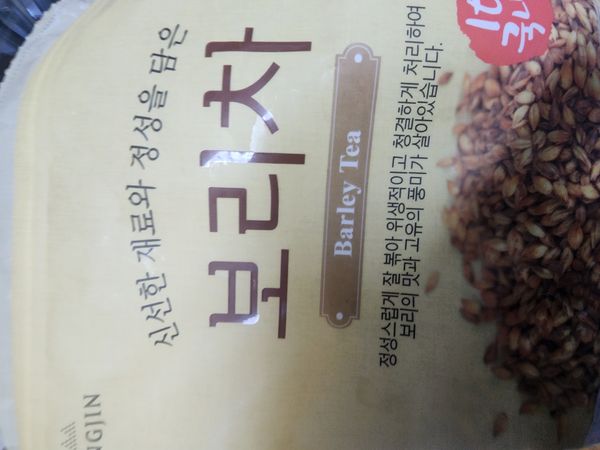 신선한 재료와 정성을 담은
보리차
Barley Tea
정성스럽게 잘 볶아 위생적이고 청결하게 처리하여
보리의 맛과 고유의 풍미가 살아있습니다.
NGJIN